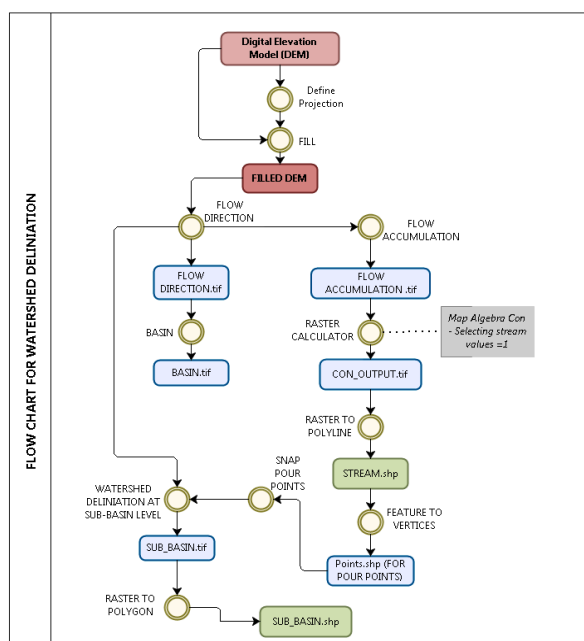 FLOW CHART FOR WATERSHED DELINIATION
Digital Elevation
Model (DEM)
Define
Projection
FILL
FILLED DEM
FLOW
DIRECTION
FLOW
ACCUMULATION
FLOW
DIRECTION.tif
FLOW
ACCUMULATION .tif
Map Algebra Con
- Selecting stream
values =1
BASIN
RASTER
CALCULATOR
BASIN.tif
CON_OUTPUT.tif
RASTER TO
POLYLINE
SNAP
POUR
POINTS
STREAM.shp
WATERSHED
DELINIATION AT
SUB-BASIN LEVEL
FEATURE TO
VERTICES
SUB_BASIN.tif
Points.shp (FOR
POUR POINTS)
RASTER TO
POLYGON
SUB_BASIN.shp